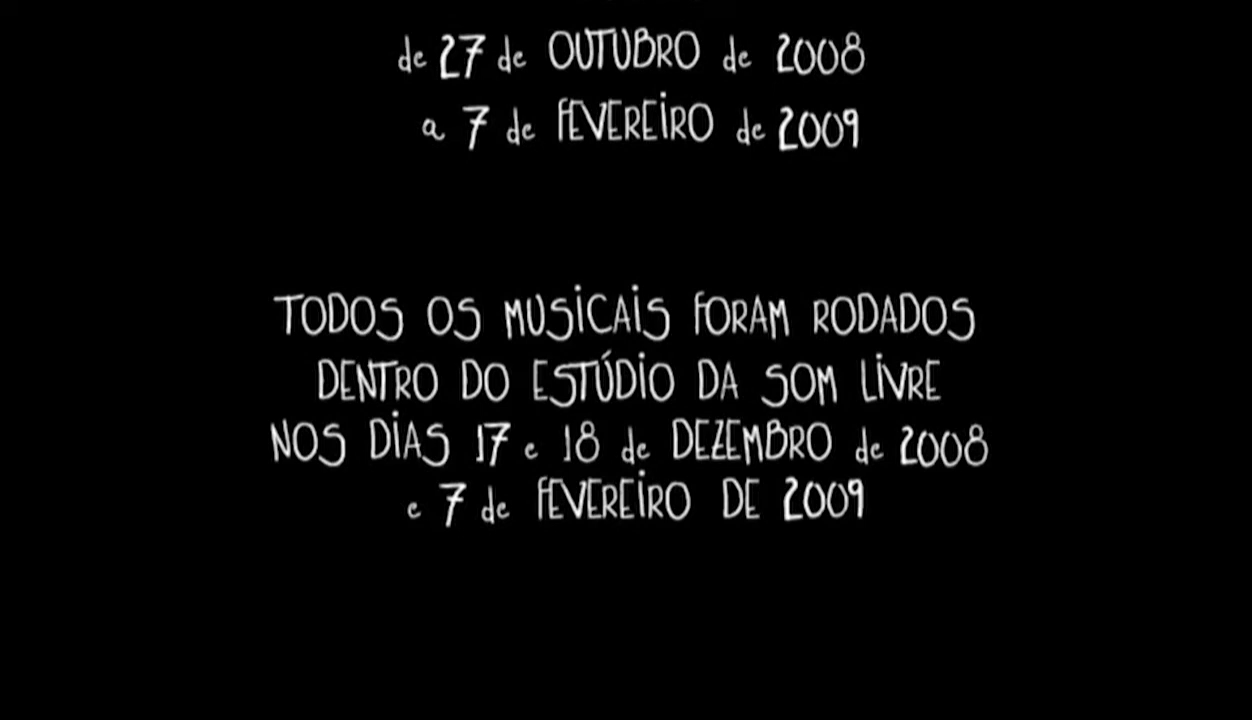 de 27 de OUTUBRO de 2008
a 7 de FEVEREiRO de 2009
TODOS OS MUSiCAiS FORAM RODADOS
DENTRO DO ESTÚDiO DA SOM LiVRE
NOS DiAS 17 e 18 de DEZEMBRO de 2008
e 7 de FEVEREiRO DE 2009